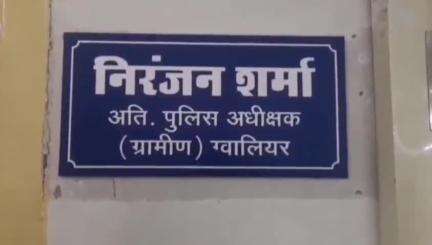 निरंजन शर्मा
अति. पुलिस अधीक्षक
(ग्रामीण) ग्वालियर